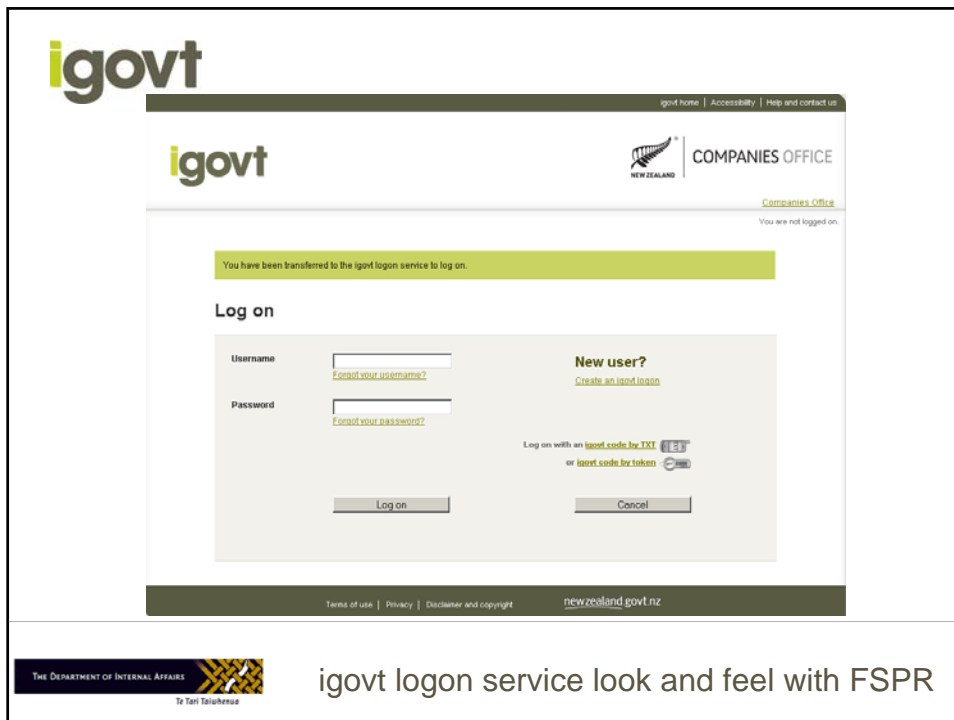 igovt
igovt home | Accessibility | Help and contact us
igovt
NEW ZEALAND
COMPANIES OFFICE
Companies Office
You are not logged on.
You have been transferred to the igovt logon service to log on.
Log on
Username
Forgot your username?
New user?
Create an igovt logon
Password
Forgot your password?
Log on with an igovt code by TXT
or igovt code by token
Log on
Cancel
Terms of use | Privacy | Disclaimer and copyright
newzealand.govt.nz
THE DEPARTMENT OF INTERNAL AFFAIRS
Te Tari Taiwhenua
igovt logon service look and feel with FSPR